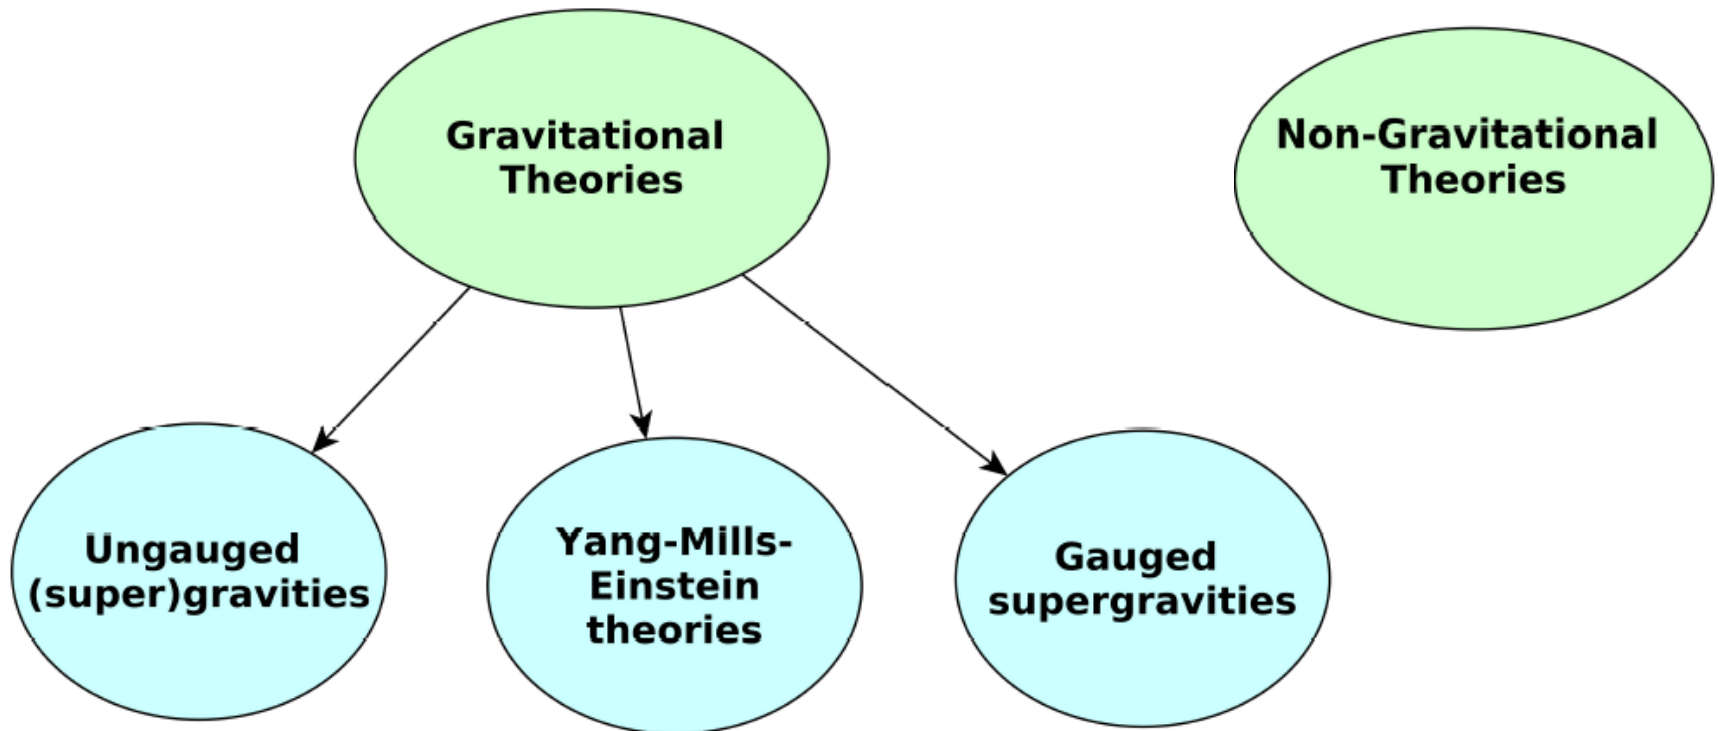 Gravitational
Theories
Non-Gravitational
Theories
Ungauged
(super)gravities
Yang-Mills-
Einstein
theories
Gauged
supergravities